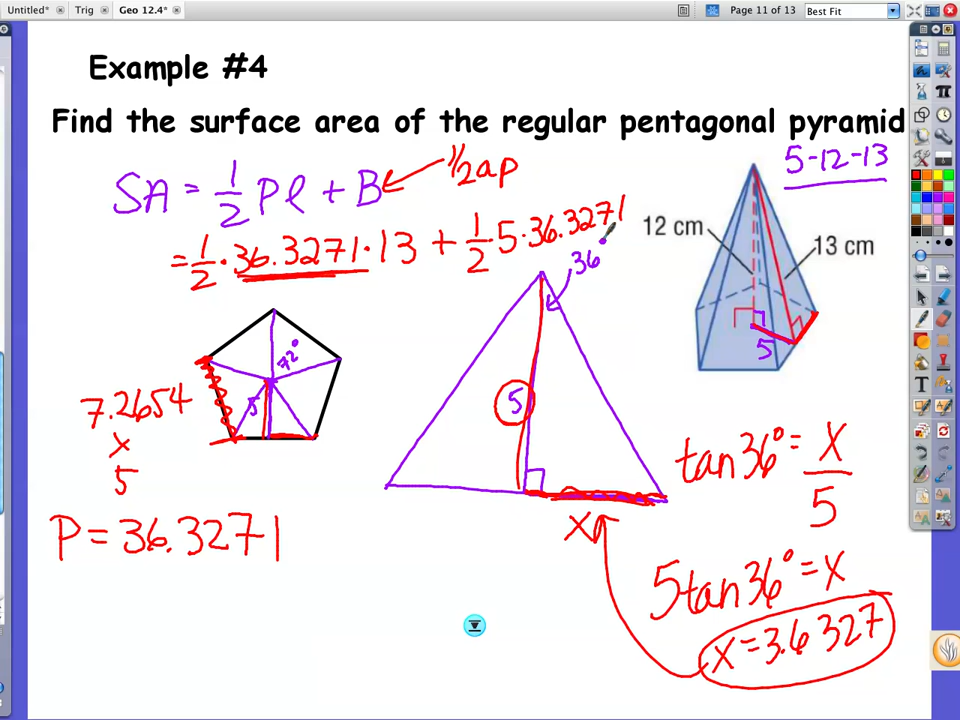 Untitled*
Trig
Geo 12.4*
Page 11 of 13
Best Fit
Example #4
Find the surface area of the regular pentagonal pyramid
SA = 1/2 Pl + B
1/2 ap
5-12-13
= 1/2 · 36.3271 · 13 + 1/2 5 · 36.3271
12 cm
13 cm
5
36
72°
5
5
7.2654
x
5
tan 36° = x/5
x
P = 36.3271
5 tan 36° = x
x = 3.6327